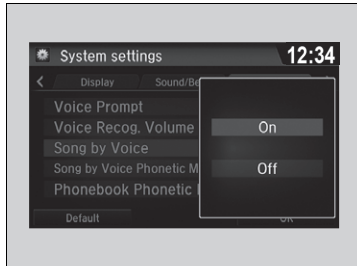 System settings 12:34
Display Sound/Be
Voice Prompt
Voice Recog. Volume
On
Song by Voice
Song by Voice Phonetic M
Off
Phonebook Phonetic
Default